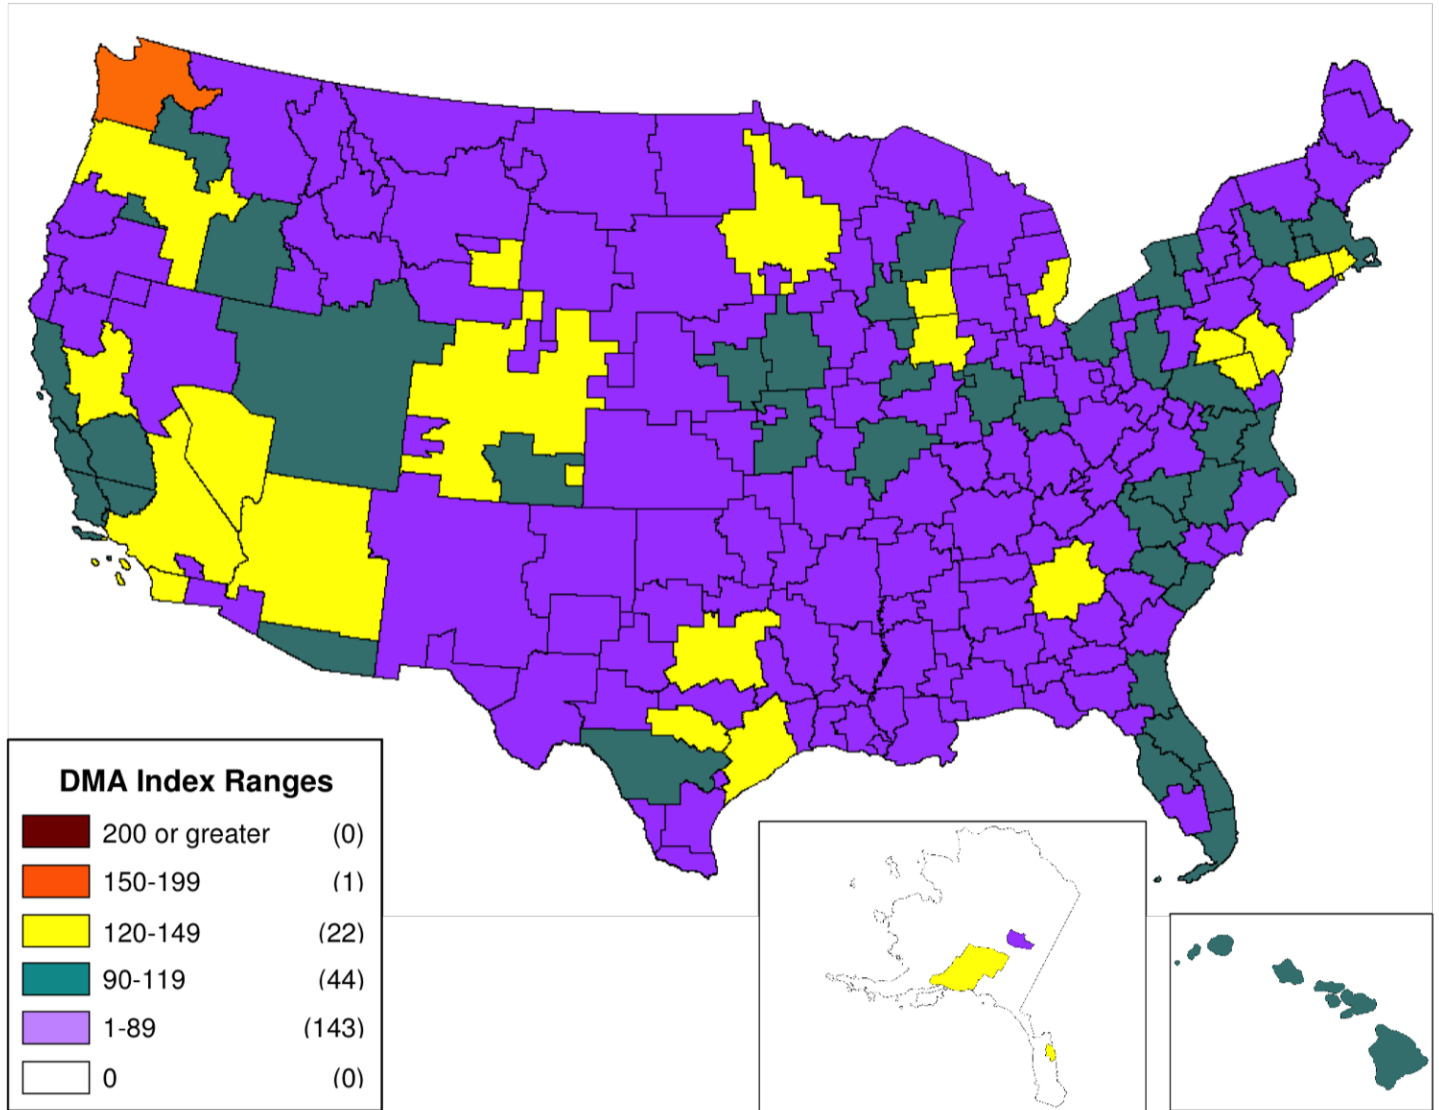 DMA Index Ranges
200 or greater (0)
150-199 (1)
120-149 (22)
90-119 (44)
1-89 (143)
0 (0)